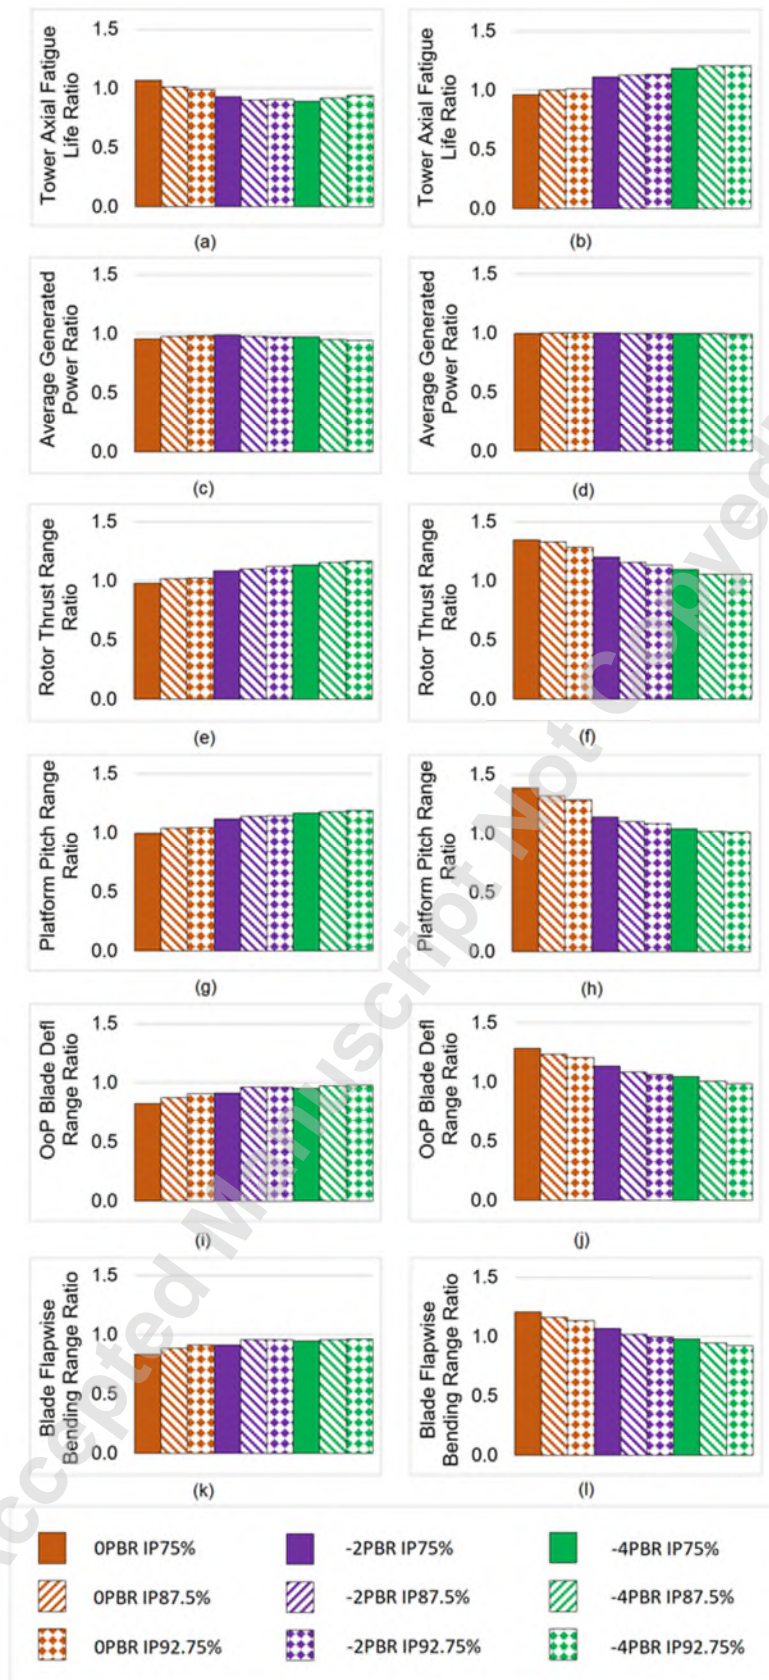 Tower Axial Fatigue
Life Ratio
1.5
1.0
0.5
0.0
(a)
Tower Axial Fatigue
Life Ratio
1.5
1.0
0.5
0.0
(b)
Average Generated
Power Ratio
1.5
1.0
0.5
0.0
(c)
Average Generated
Power Ratio
1.5
1.0
0.5
0.0
(d)
Rotor Thrust Range
Ratio
1.5
1.0
0.5
0.0
(e)
Rotor Thrust Range
Ratio
1.5
1.0
0.5
0.0
(f)
Platform Pitch Range
Ratio
1.5
1.0
0.5
0.0
(g)
Platform Pitch Range
Ratio
1.5
1.0
0.5
0.0
(h)
OoP Blade Defl
Range Ratio
1.5
1.0
0.5
0.0
(i)
OoP Blade Defl
Range Ratio
1.5
1.0
0.5
0.0
(j)
Blade Flapwise
Bending Range Ratio
1.5
1.0
0.5
0.0
(k)
Blade Flapwise
Bending Range Ratio
1.5
1.0
0.5
0.0
(l)
0PBR IP75%
-2PBR IP75%
-4PBR IP75%
0PBR IP87.5%
-2PBR IP87.5%
-4PBR IP87.5%
0PBR IP92.75%
-2PBR IP92.75%
-4PBR IP92.75%
Accepted Manuscript Not Copyed